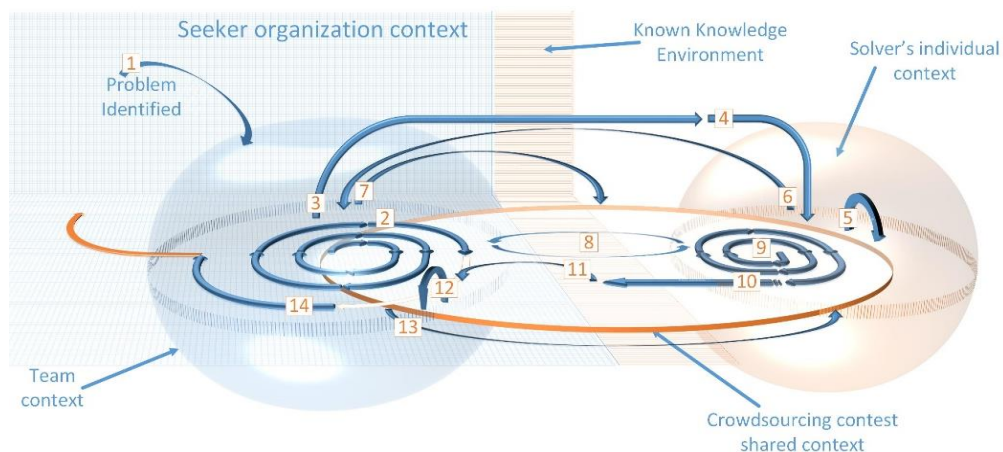 Seeker organization context
Known Knowledge
Environment
Solver's individual
context
1
Problem
Identified
4
3
7
2
6
5
8
9
11
10
12
14
13
Team
context
Crowdsourcing contest
shared context